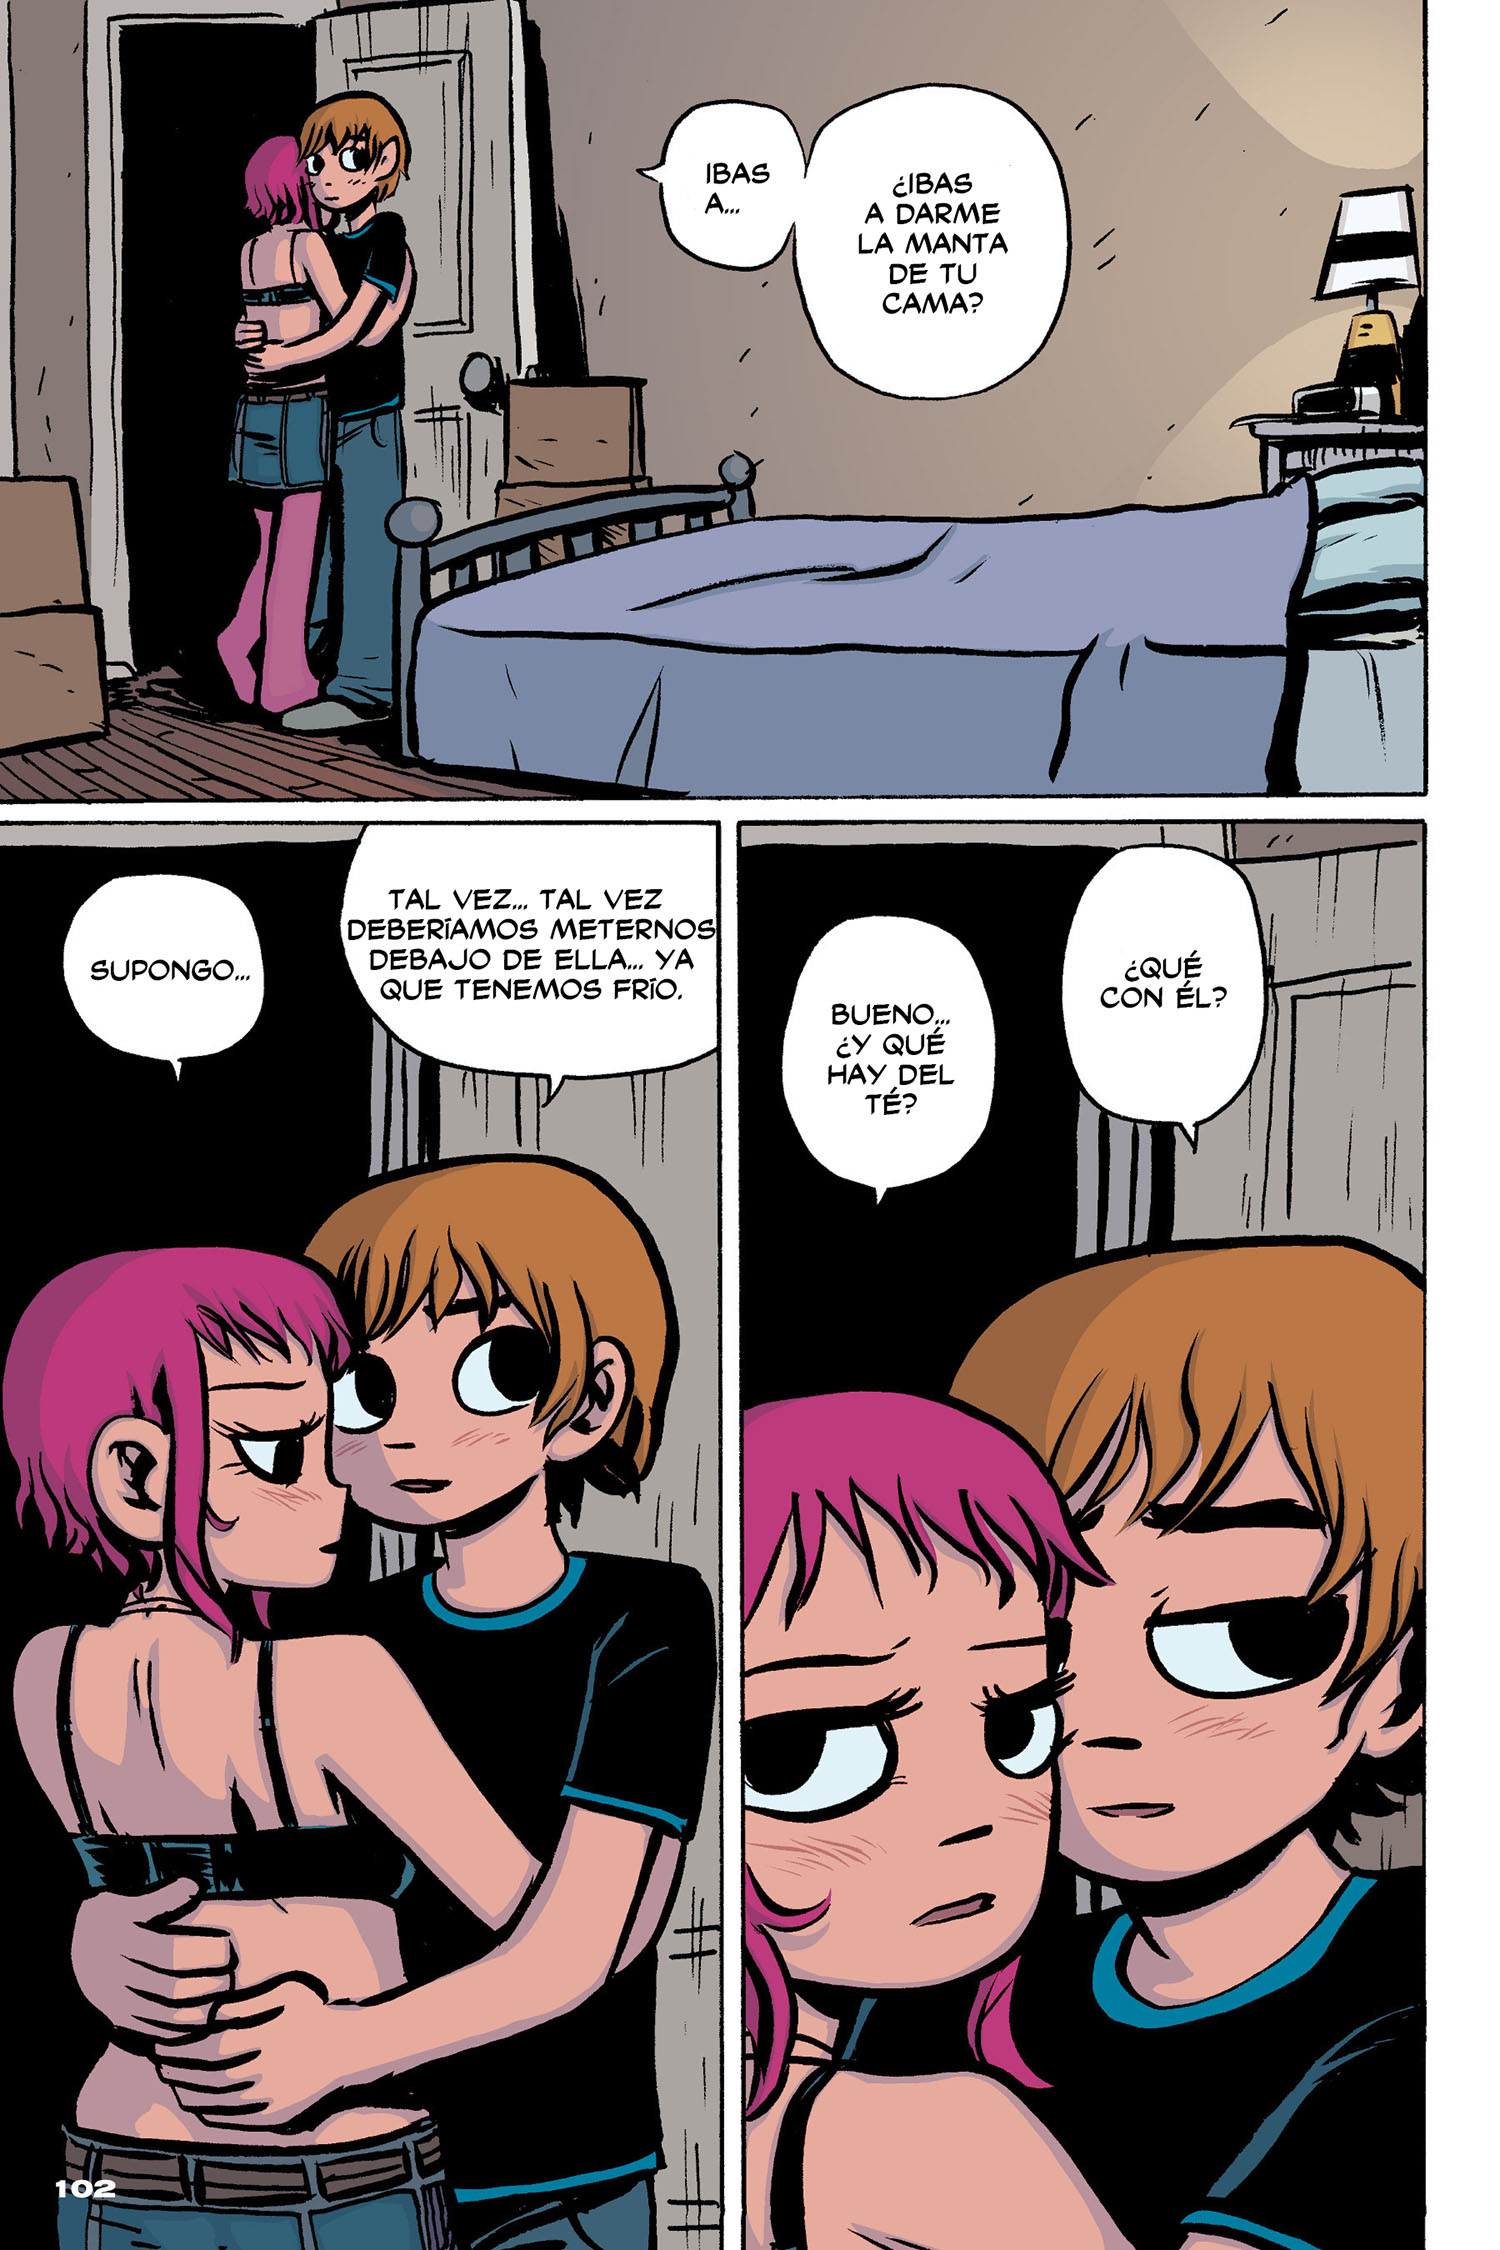 IBAS
A...
¿IBAS
A DARME
LA MANTA
DE TU
CAMA?
SUPONGO...
TAL VEZ... TAL VEZ
DEBERÍAMOS METERNOS
DEBAJO DE ELLA... YA
QUE TENEMOS FRÍO.
BUENO...
¿Y QUÉ
HAY DEL
TÉ?
¿QUÉ
CON ÉL?
102